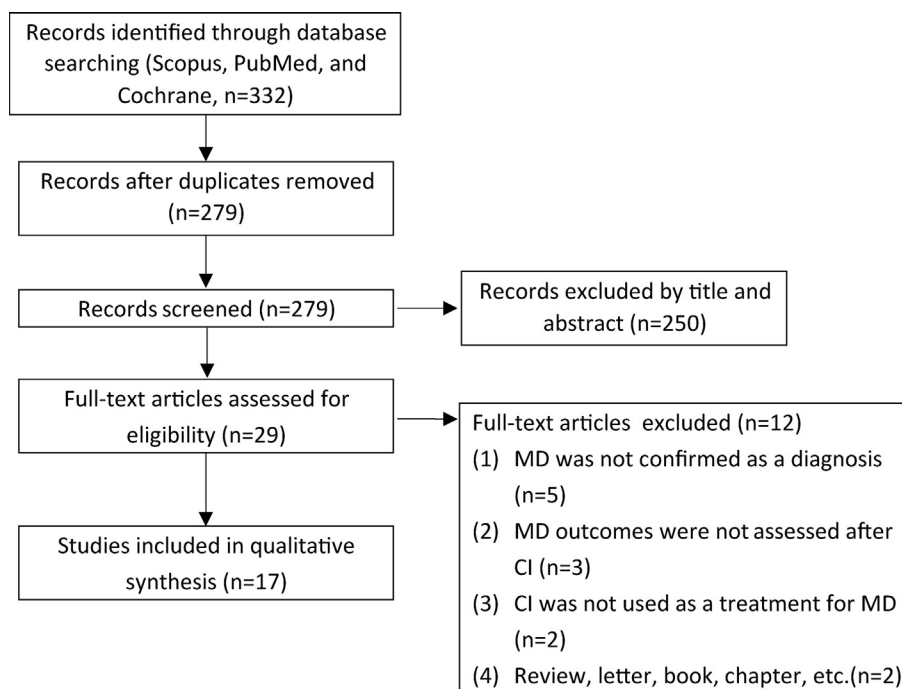 Records identified through database
searching (Scopus, PubMed, and
Cochrane, n=332)
Records after duplicates removed
(n=279)
Records screened (n=279)
Records excluded by title and
abstract (n=250)
Full-text articles assessed for
eligibility (n=29)
Full-text articles excluded (n=12)
(1) MD was not confirmed as a diagnosis
(n=5)
(2) MD outcomes were not assessed after
CI (n=3)
(3) CI was not used as a treatment for MD
(n=2)
(4) Review, letter, book, chapter, etc.(n=2)
Studies included in qualitative
synthesis (n=17)